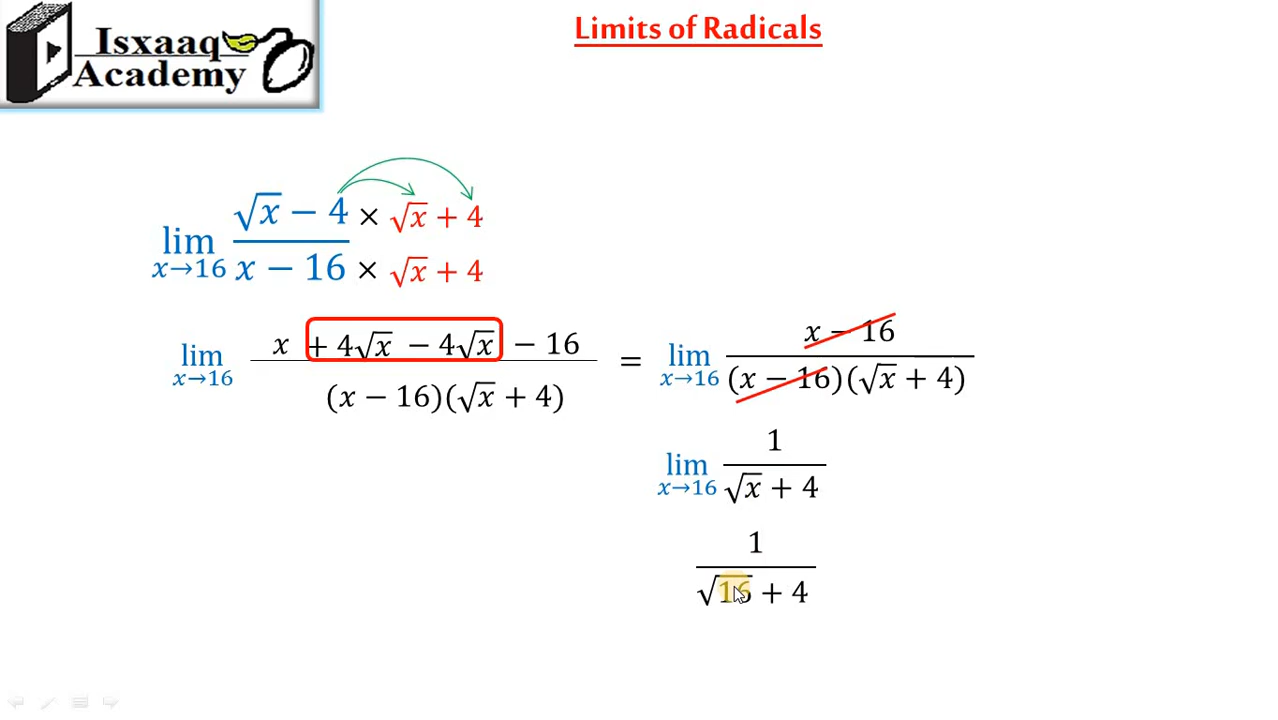 Isxaaq
Academy
Limits of Radicals
lim x→16 (√x − 4)/(x − 16) × (√x + 4)/× (√x + 4)
lim x→16 (x + 4√x − 4√x − 16)/((x − 16)(√x + 4)) = lim x→16 (x − 16)/((x − 16)(√x + 4))
lim x→16 1/(√x + 4)
1/(√16 + 4)